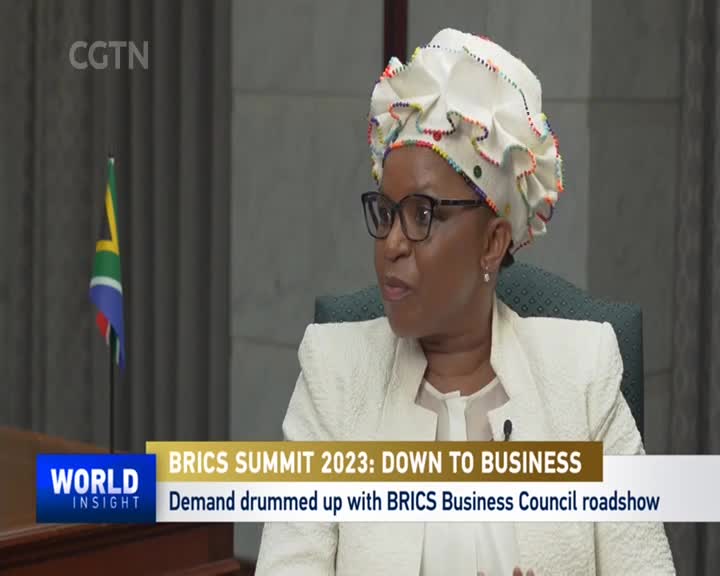 CGTN
BRICS SUMMIT 2023: DOWN TO BUSINESS
WORLD
INSIGHT
Demand drummed up with BRICS Business Council roadshow